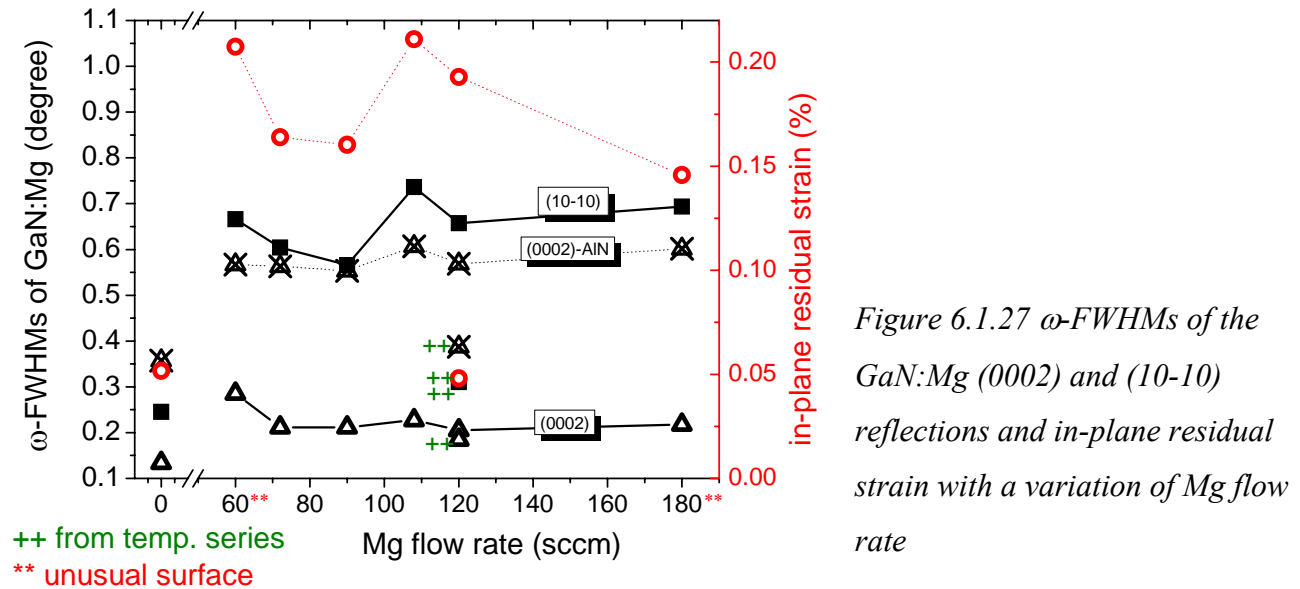 ω-FWHMs of GaN:Mg (degree)
1.1
1.0
0.9
0.8
0.7
0.6
0.5
0.4
0.3
0.2
0.1
(10-10)
(0002)-AlN
(0002)
++
++
++
++
0.20
0.15
0.10
0.05
0.00
in-plane residual strain (%)
0 60 ** 80 100 120 140 160 180 **
Mg flow rate (sccm)
++ from temp. series
** unusual surface
Figure 6.1.27 ω-FWHMs of the
GaN:Mg (0002) and (10-10)
reflections and in-plane residual
strain with a variation of Mg flow
rate